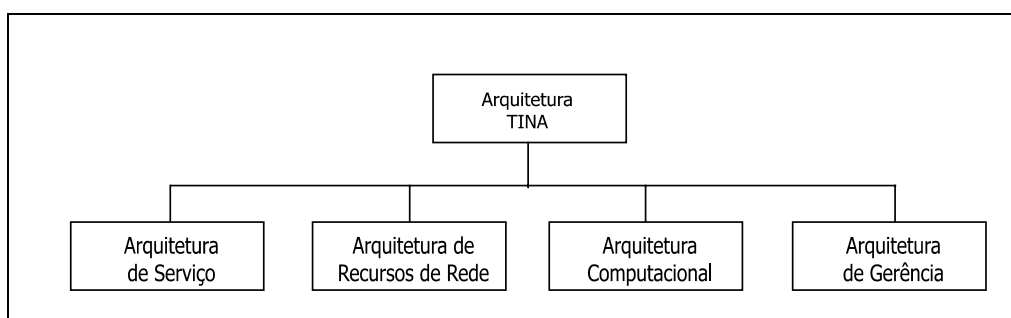 Arquitetura
TINA
Arquitetura
de Serviço
Arquitetura de
Recursos de Rede
Arquitetura
Computacional
Arquitetura
de Gerência